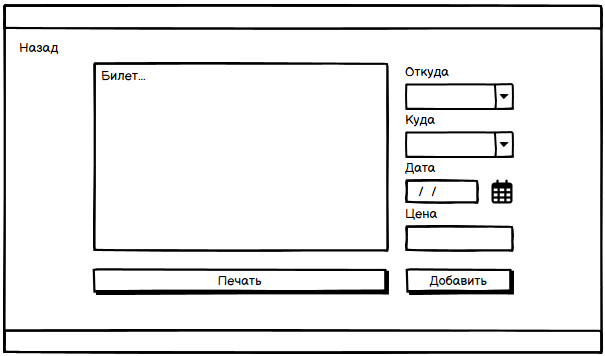 Назад
Билет...
Откуда
Куда
Дата
/ /
Цена
Печать
Добавить